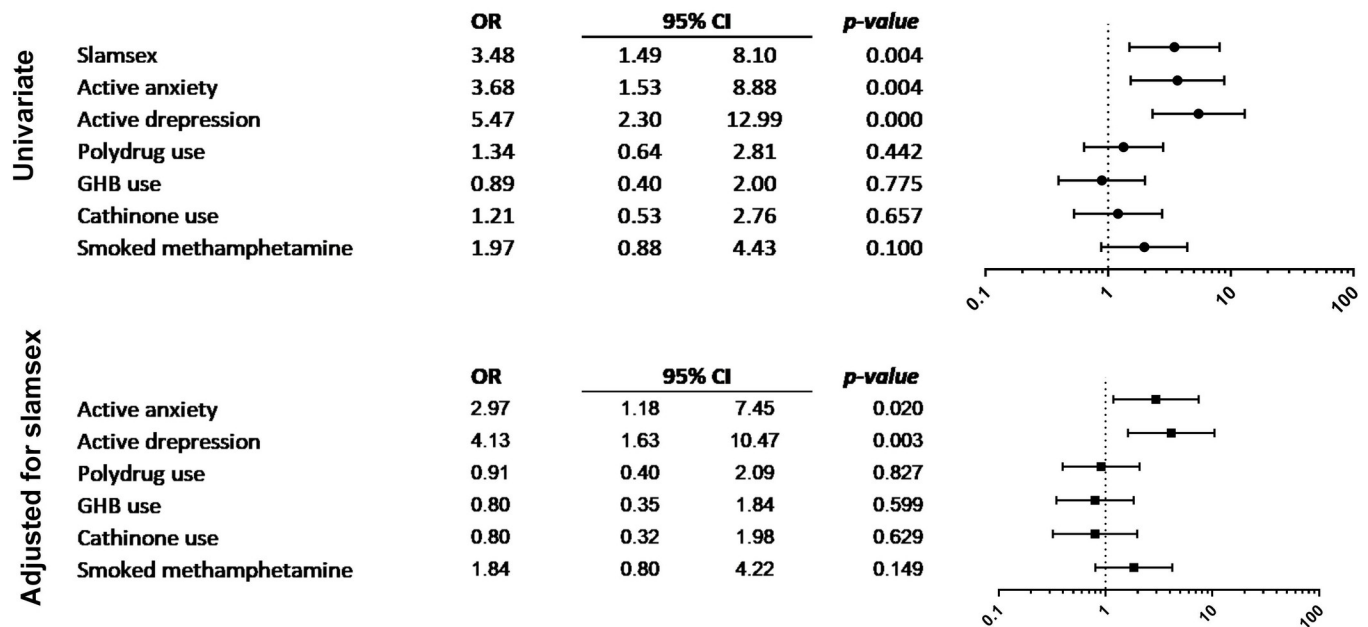 Univariate
OR 95% CI p-value
Slamsex 3.48 1.49 8.10 0.004
Active anxiety 3.68 1.53 8.88 0.004
Active drepression 5.47 2.30 12.99 0.000
Polydrug use 1.34 0.64 2.81 0.442
GHB use 0.89 0.40 2.00 0.775
Cathinone use 1.21 0.53 2.76 0.657
Smoked methamphetamine 1.97 0.88 4.43 0.100
0.1 1 10 100
Adjusted for slamsex
OR 95% CI p-value
Active anxiety 2.97 1.18 7.45 0.020
Active drepression 4.13 1.63 10.47 0.003
Polydrug use 0.91 0.40 2.09 0.827
GHB use 0.80 0.35 1.84 0.599
Cathinone use 0.80 0.32 1.98 0.629
Smoked methamphetamine 1.84 0.80 4.22 0.149
0.1 1 10 100